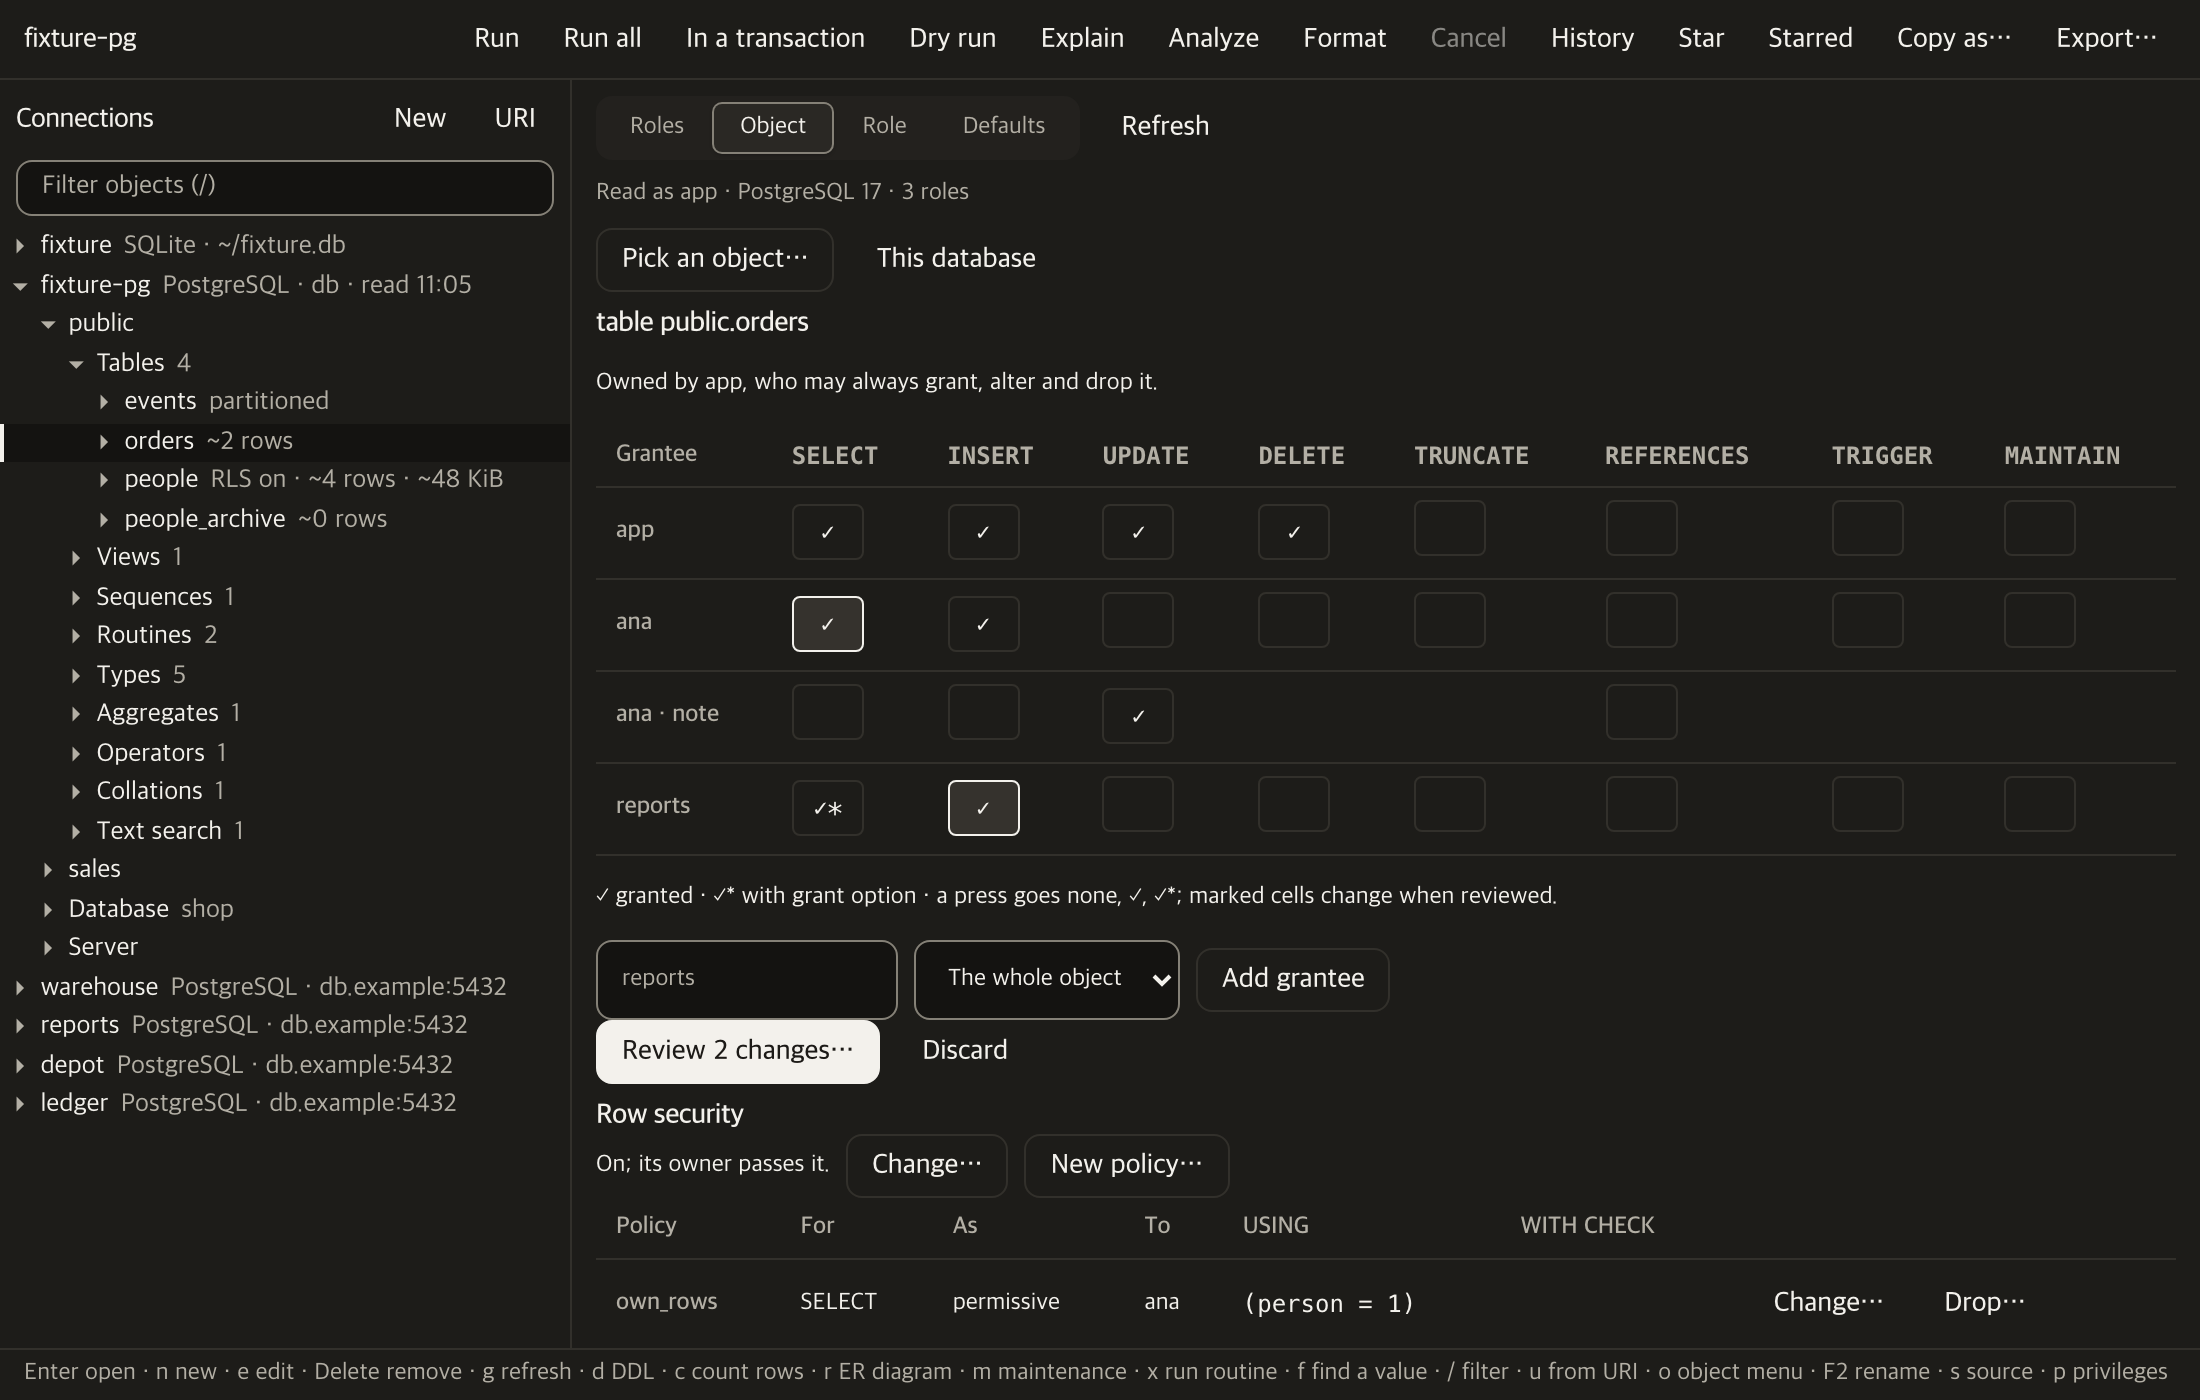 fixture-pg Run Run all In a transaction Dry run Explain Analyze Format Cancel History Star Starred Copy as··· Export···
Connections New URI
Filter objects (/)
fixture SQLite · ~/fixture.db
fixture-pg PostgreSQL · db · read 11:05
public
Tables 4
events partitioned
orders ~2 rows
people RLS on · ~4 rows · ~48 KiB
people_archive ~0 rows
Views 1
Sequences 1
Routines 2
Types 5
Aggregates 1
Operators 1
Collations 1
Text search 1
sales
Database shop
Server
warehouse PostgreSQL · db.example:5432
reports PostgreSQL · db.example:5432
depot PostgreSQL · db.example:5432
ledger PostgreSQL · db.example:5432
Roles Object Role Defaults Refresh
Read as app · PostgreSQL 17 · 3 roles
Pick an object··· This database
table public.orders
Owned by app, who may always grant, alter and drop it.
Grantee SELECT INSERT UPDATE DELETE TRUNCATE REFERENCES TRIGGER MAINTAIN
app ✓ ✓ ✓ ✓
ana ✓ ✓
ana · note ✓
reports ✓* ✓
✓ granted · ✓* with grant option · a press goes none, ✓, ✓*; marked cells change when reviewed.
reports The whole object Add grantee
Review 2 changes··· Discard
Row security
On; its owner passes it. Change··· New policy···
Policy For As To USING WITH CHECK
own_rows SELECT permissive ana (person = 1) Change··· Drop···
Enter open · n new · e edit · Delete remove · g refresh · d DDL · c count rows · r ER diagram · m maintenance · x run routine · f find a value · / filter · u from URI · o object menu · F2 rename · s source · p privileges